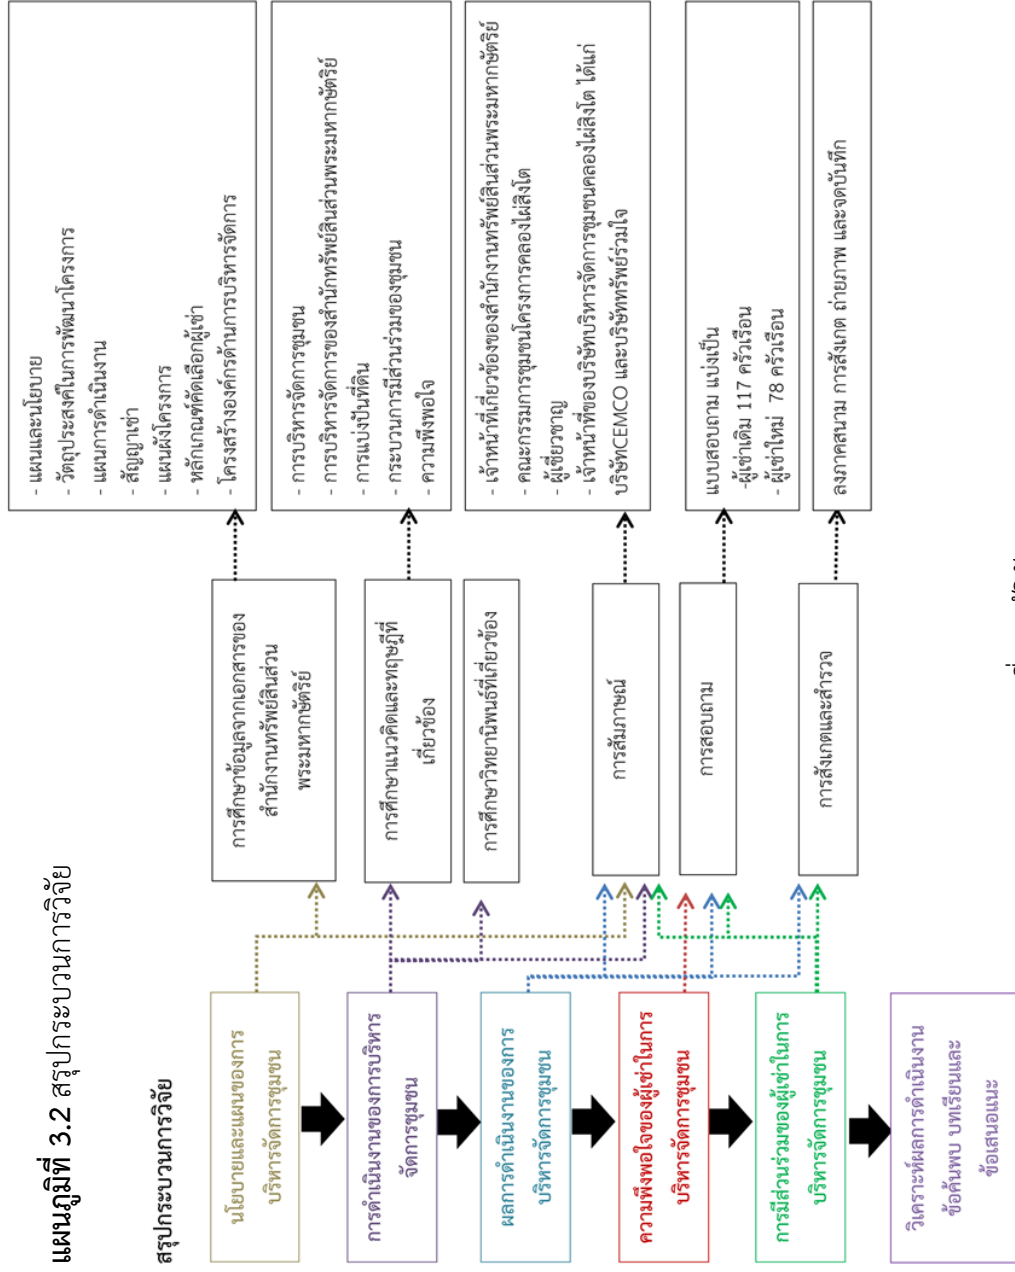 แผนภูมิที่ 3.2 สรุปกระบวนการวิจัย
สรุปกระบวนการวิจัย
นโยบายและแผนของการ
บริหารจัดการชุมชน
การดำเนินงานของการบริหาร
จัดการชุมชน
ผลการดำเนินงานของการ
บริหารจัดการชุมชน
ความพึงพอใจของผู้เช่าในการ
บริหารจัดการชุมชน
การมีส่วนร่วมของผู้เช่าในการ
บริหารจัดการชุมชน
วิเคราะห์ผลการดำเนินงาน
ข้อค้นพบ บทเรียนและ
ข้อเสนอแนะ
การศึกษาข้อมูลจากเอกสารของ
สำนักงานทรัพย์สินส่วน
พระมหากษัตริย์
การศึกษาแนวคิดและทฤษฎีที่
เกี่ยวข้อง
การศึกษาวิทยานิพนธ์ที่เกี่ยวข้อง
การสัมภาษณ์
การสอบถาม
การสังเกตและสำรวจ
- แผนและนโยบาย
- วัตถุประสงค์ในการพัฒนาโครงการ
- แผนการดำเนินงาน
- สัญญาเช่า
- แผนผังโครงการ
- หลักเกณฑ์คัดเลือกผู้เช่า
- โครงสร้างองค์กรด้านการบริหารจัดการ
- การบริหารจัดการชุมชน
- การบริหารจัดการของสำนักทรัพย์สินส่วนพระมหากษัตริย์
- การแบ่งปันที่ดิน
- กระบวนการมีส่วนร่วมของชุมชน
- ความพึงพอใจ
- เจ้าหน้าที่เกี่ยวข้องของสำนักงานทรัพย์สินส่วนพระมหากษัตริย์
- คณะกรรมการชุมชนโครงการคลองไผ่สิงโต
- ผู้เชี่ยวชาญ
- เจ้าหน้าที่ของบริษัทบริหารจัดการชุมชนคลองไผ่สิงโต ได้แก่
บริษัทCEMCO และบริษัททรัพย์ร่วมใจ
แบบสอบถาม แบ่งเป็น
-ผู้เช่าเดิม 117 ครัวเรือน
- ผู้เช่าใหม่ 78 ครัวเรือน
ลงภาคสนาม การสังเกต ถ่ายภาพ และจดบันทึก